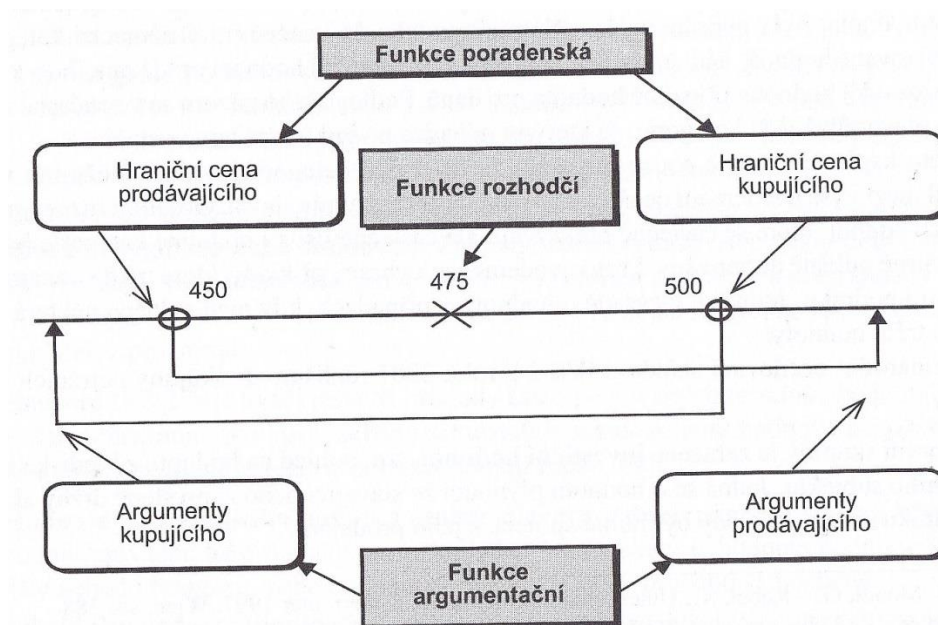 Funkce poradenská
Hraniční cena
prodávajícího
Funkce rozhodčí
Hraniční cena
kupujícího
450
475
500
Argumenty
kupujícího
Argumenty
prodávajícího
Funkce
argumentační